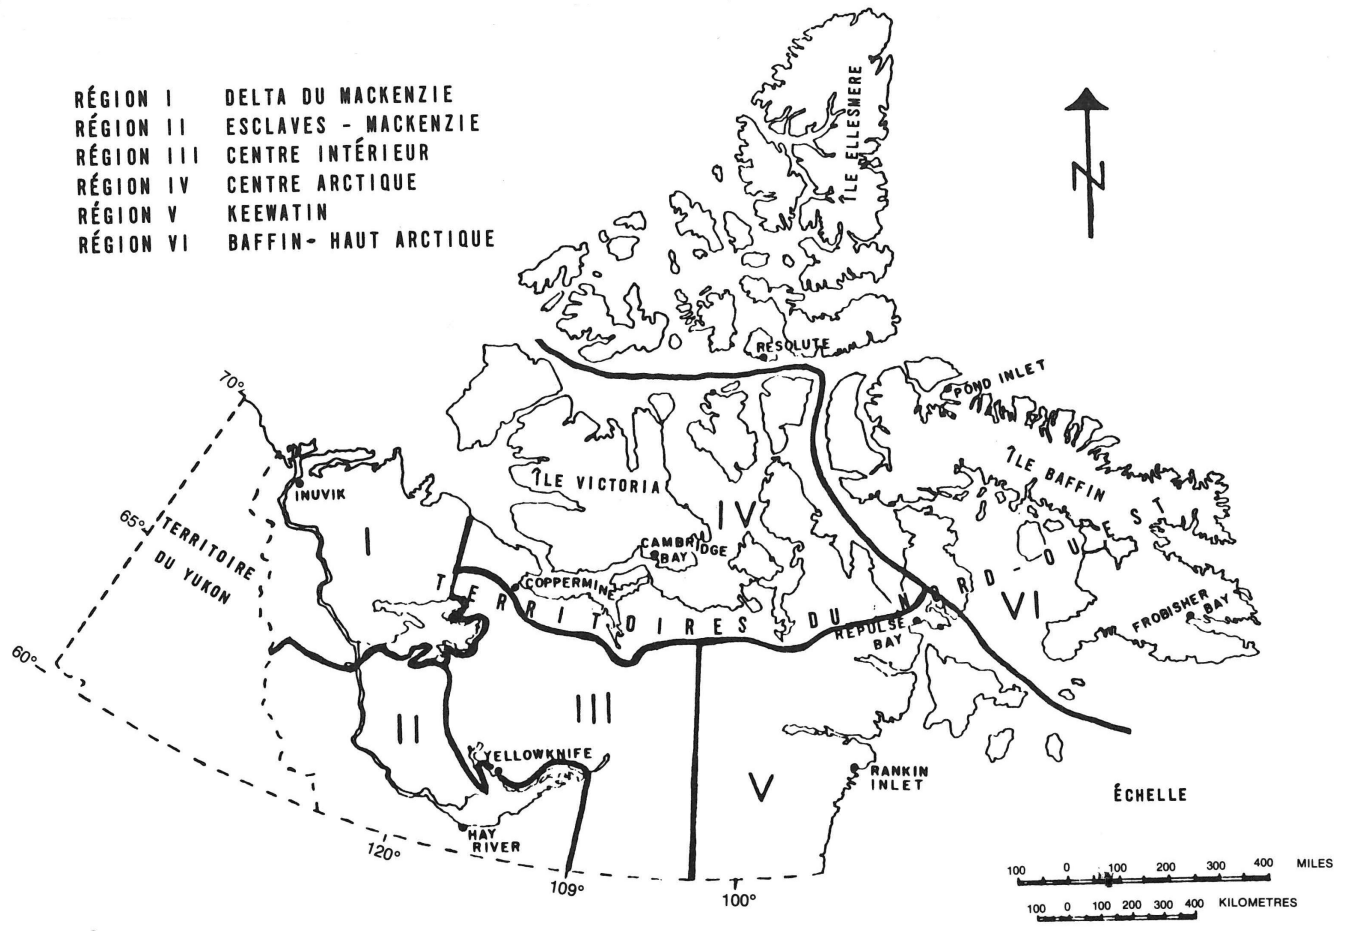 RÉGION I DELTA DU MACKENZIE
RÉGION II ESCLAVES - MACKENZIE
RÉGION III CENTRE INTÉRIEUR
RÉGION IV CENTRE ARCTIQUE
RÉGION V KEEWATIN
RÉGION VI BAFFIN- HAUT ARCTIQUE
N
ÎLE ELLESMERE
RESOLUTE
POND INLET
ÎLE BAFFIN
70°
65°
60°
TERRITOIRE
DU YUKON
INUVIK
I
ÎLE VICTORIA
IV
CAMBRIDGE
BAY
COPPERMINE
TERRITOIRES DU NORD-OUEST
REPULSE
BAY
VI
FROBISHER
BAY
II
III
YELLOWKNIFE
HAY
RIVER
V
RANKIN
INLET
120°
109°
100°
ÉCHELLE
100 0 100 200 300 400 MILES
100 0 100 200 300 400 KILOMETRES